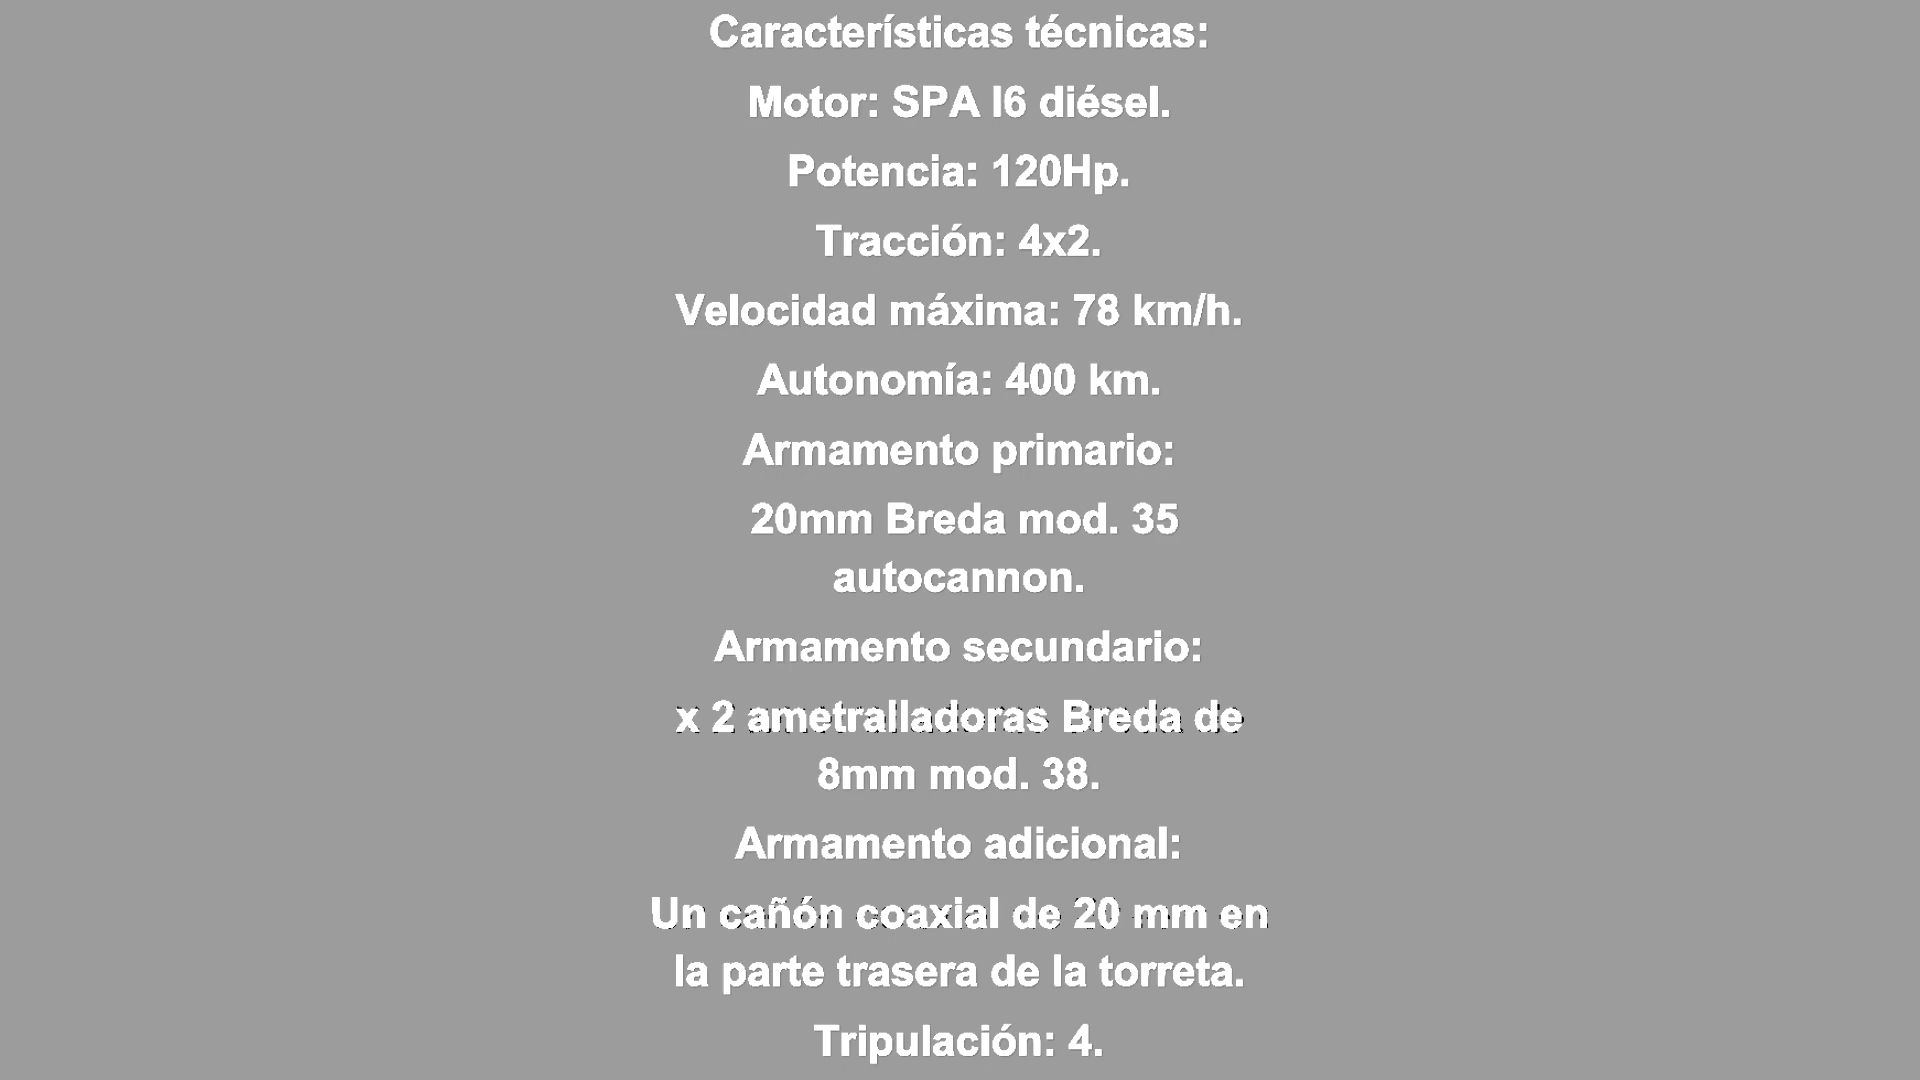 Características técnicas:
Motor: SPA I6 diésel.
Potencia: 120Hp.
Tracción: 4x2.
Velocidad máxima: 78 km/h.
Autonomía: 400 km.
Armamento primario:
20mm Breda mod. 35
autocannon.
Armamento secundario:
x 2 ametralladoras Breda de
8mm mod. 38.
Armamento adicional:
Un cañón coaxial de 20 mm en
la parte trasera de la torreta.
Tripulación: 4.